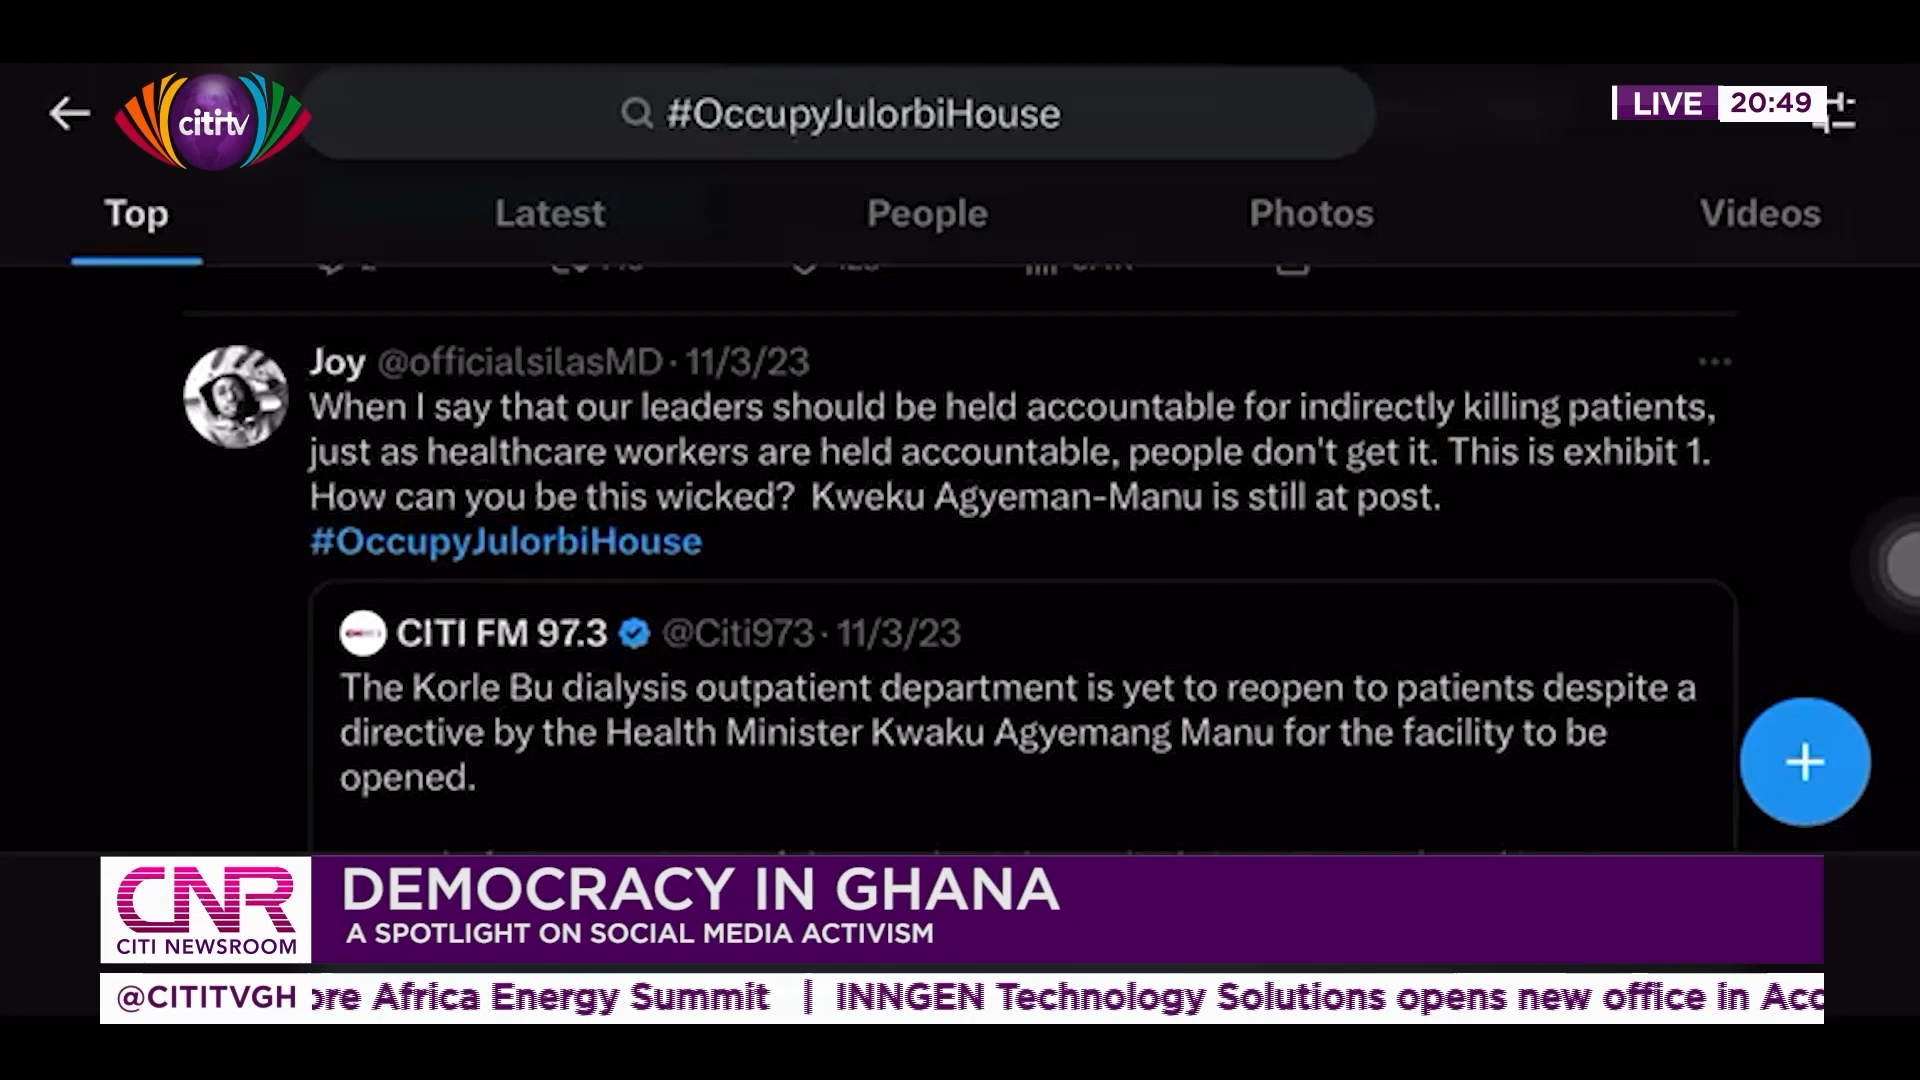 cititv
#OccupyJulorbiHouse
LIVE 20:49
Top Latest People Photos Videos
Joy @officialsilasMD · 11/3/23
When I say that our leaders should be held accountable for indirectly killing patients,
just as healthcare workers are held accountable, people don't get it. This is exhibit 1.
How can you be this wicked? Kweku Agyeman-Manu is still at post.
#OccupyJulorbiHouse
CITI FM 97.3 @Citi973 · 11/3/23
The Korle Bu dialysis outpatient department is yet to reopen to patients despite a
directive by the Health Minister Kwaku Agyemang Manu for the facility to be
opened.
CNR
CITI NEWSROOM
DEMOCRACY IN GHANA
A SPOTLIGHT ON SOCIAL MEDIA ACTIVISM
@CITITVGH ore Africa Energy Summit | INNGEN Technology Solutions opens new office in Acc